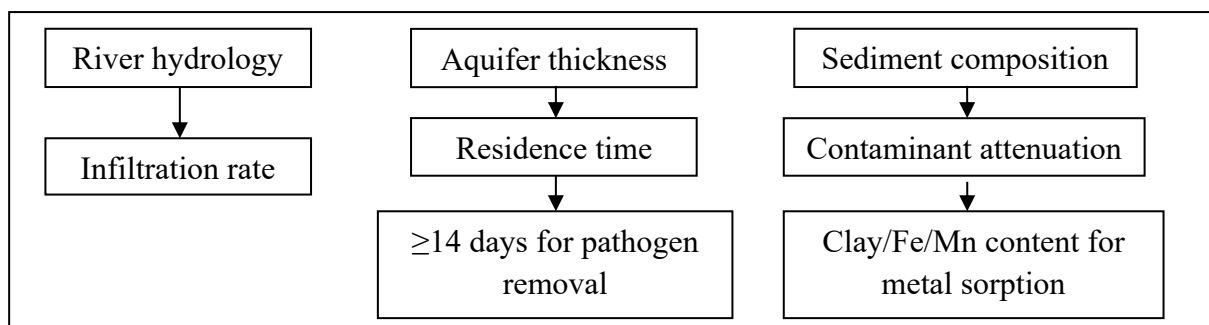 River hydrology
Infiltration rate
Aquifer thickness
Residence time
≥14 days for pathogen
removal
Sediment composition
Contaminant attenuation
Clay/Fe/Mn content for
metal sorption